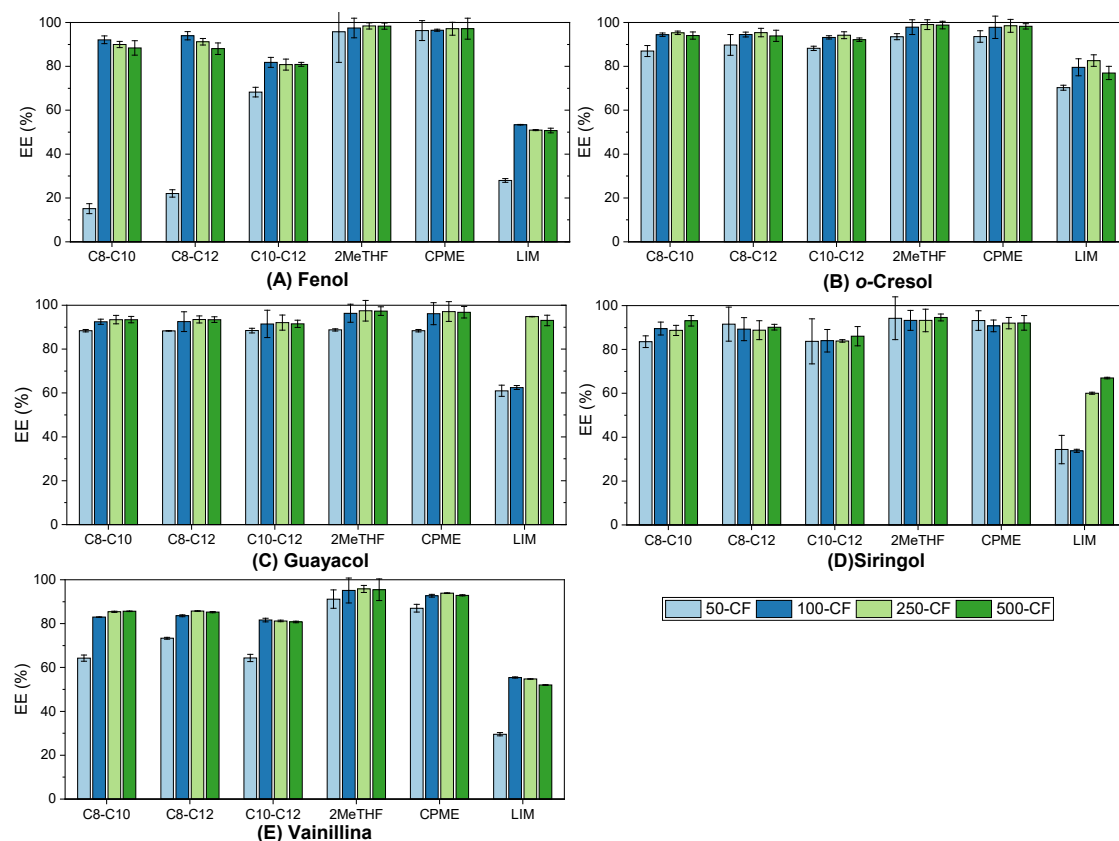 100
80
60
40
20
0
EE (%)
C8-C10 C8-C12 C10-C12 2MeTHF CPME LIM
(A) Fenol
100
80
60
40
20
0
EE (%)
C8-C10 C8-C12 C10-C12 2MeTHF CPME LIM
(B) o-Cresol
100
80
60
40
20
0
EE (%)
C8-C10 C8-C12 C10-C12 2MeTHF CPME LIM
(C) Guayacol
100
80
60
40
20
0
EE (%)
C8-C10 C8-C12 C10-C12 2MeTHF CPME LIM
(D)Siringol
100
80
60
40
20
0
EE (%)
C8-C10 C8-C12 C10-C12 2MeTHF CPME LIM
(E) Vainillina
50-CF 100-CF 250-CF 500-CF